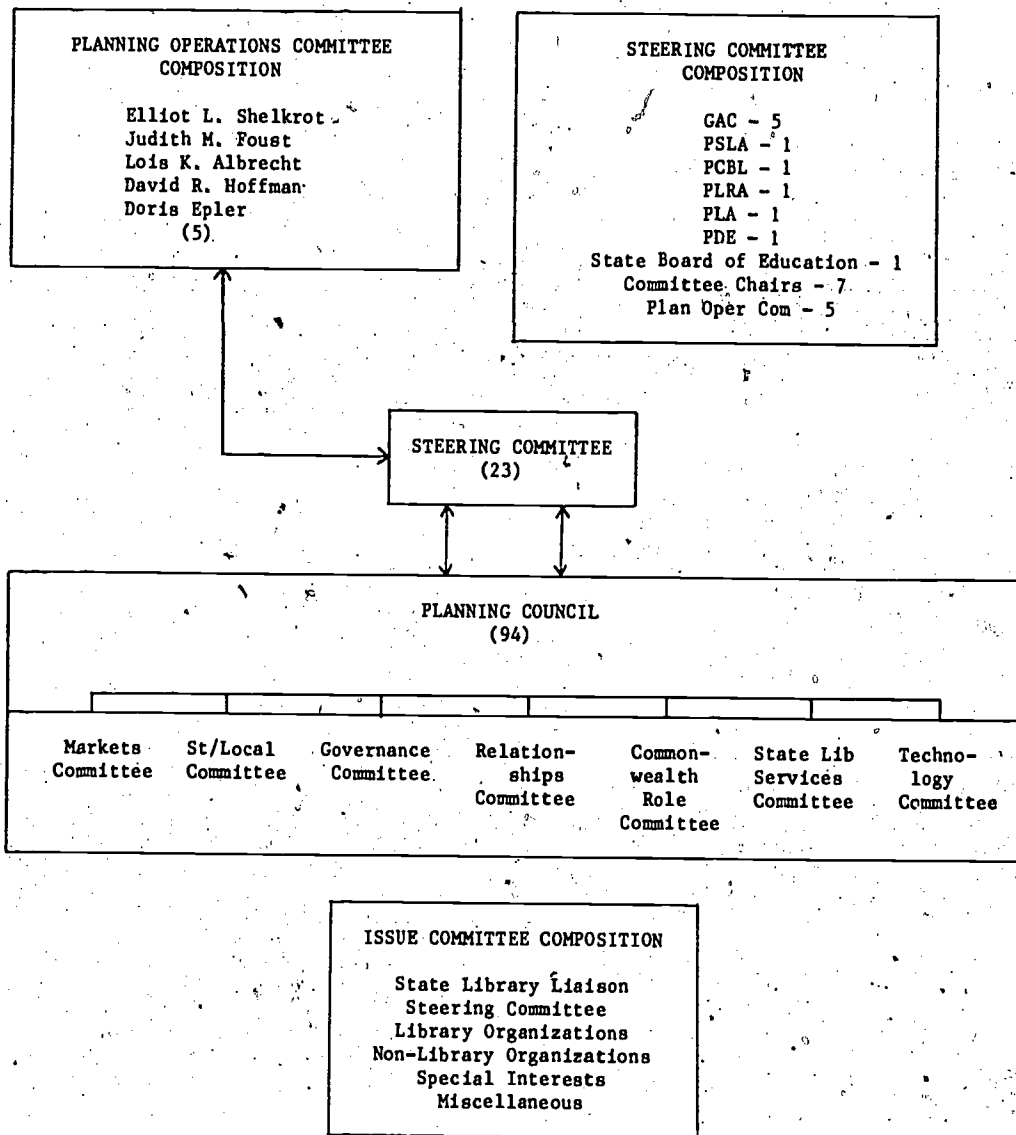 PLANNING OPERATIONS COMMITTEE
COMPOSITION
Elliot L. Shelkrot
Judith M. Foust
Lois K. Albrecht
David R. Hoffman
Doris Epler
(5)
STEERING COMMITTEE
COMPOSITION
GAC - 5
PSLA - 1
PCBL - 1
PLRA - 1
PLA - 1
PDE - 1
State Board of Education - 1
Committee Chairs - 7
Plan Oper Com - 5
STEERING COMMITTEE
(23)
PLANNING COUNCIL
(94)
Markets
Committee
St/Local
Committee
Governance
Committee
Relation-
ships
Committee
Common-
wealth
Role
Committee
State Lib
Services
Committee
Techno-
logy
Committee
ISSUE COMMITTEE COMPOSITION
State Library Liaison
Steering Committee
Library Organizations
Non-Library Organizations
Special Interests
Miscellaneous